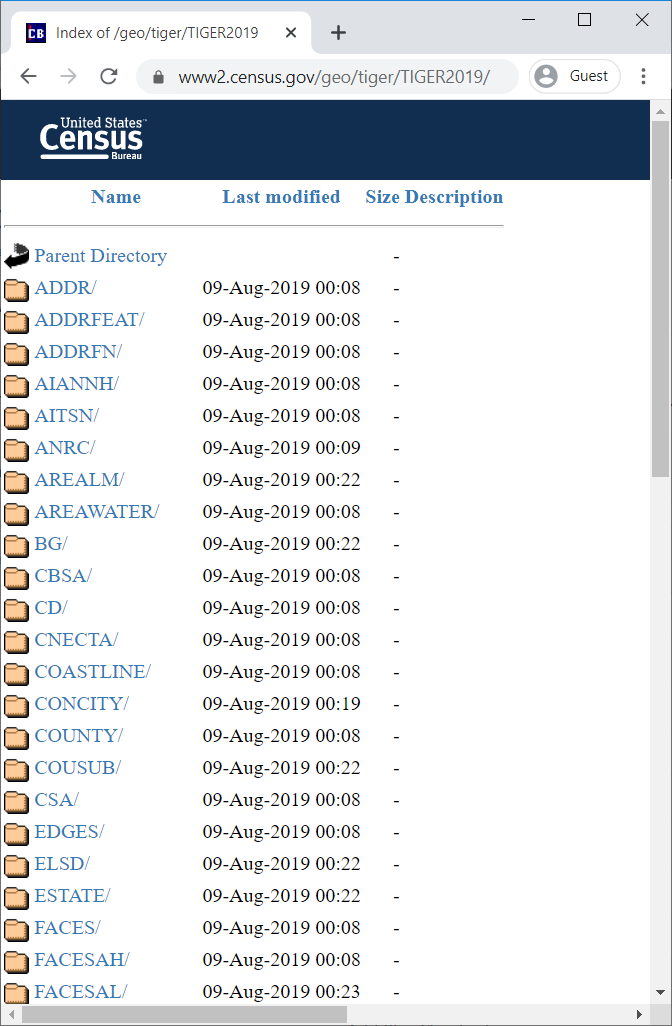 Index of /geo/tiger/TIGER2019
www2.census.gov/geo/tiger/TIGER2019/ Guest
United States™
Census
Bureau
Name Last modified Size Description
Parent Directory -
ADDR/ 09-Aug-2019 00:08 -
ADDRFEAT/ 09-Aug-2019 00:08 -
ADDRFN/ 09-Aug-2019 00:08 -
AIANNH/ 09-Aug-2019 00:08 -
AITSN/ 09-Aug-2019 00:08 -
ANRC/ 09-Aug-2019 00:09 -
AREALM/ 09-Aug-2019 00:22 -
AREAWATER/ 09-Aug-2019 00:08 -
BG/ 09-Aug-2019 00:22 -
CBSA/ 09-Aug-2019 00:08 -
CD/ 09-Aug-2019 00:08 -
CNECTA/ 09-Aug-2019 00:08 -
COASTLINE/ 09-Aug-2019 00:08 -
CONCITY/ 09-Aug-2019 00:19 -
COUNTY/ 09-Aug-2019 00:08 -
COUSUB/ 09-Aug-2019 00:22 -
CSA/ 09-Aug-2019 00:08 -
EDGES/ 09-Aug-2019 00:08 -
ELSD/ 09-Aug-2019 00:22 -
ESTATE/ 09-Aug-2019 00:22 -
FACES/ 09-Aug-2019 00:08 -
FACESAH/ 09-Aug-2019 00:08 -
FACESAL/ 09-Aug-2019 00:23 -